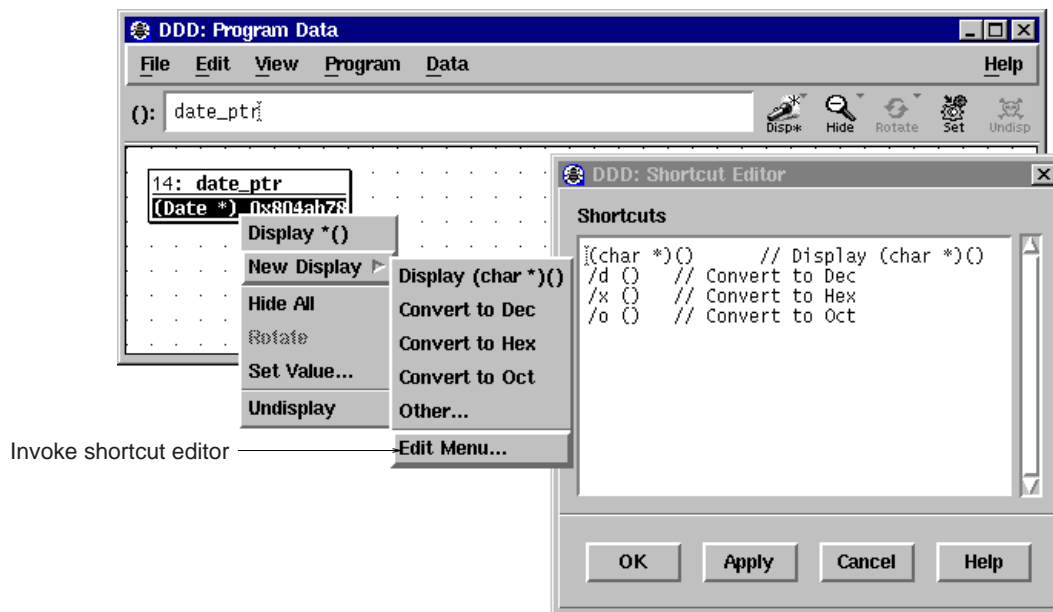 DDD: Program Data
File Edit View Program Data Help
(): date_ptr
Disp* Hide Rotate Set Undisp
14: date_ptr
(Date *) 0x804ab78
Display *()
New Display
Hide All
Rotate
Set Value...
Undisplay
Display (char *)()
Convert to Dec
Convert to Hex
Convert to Oct
Other...
Edit Menu...
Invoke shortcut editor
DDD: Shortcut Editor
Shortcuts
(char *)() // Display (char *)()
/d () // Convert to Dec
/x () // Convert to Hex
/o () // Convert to Oct
OK Apply Cancel Help